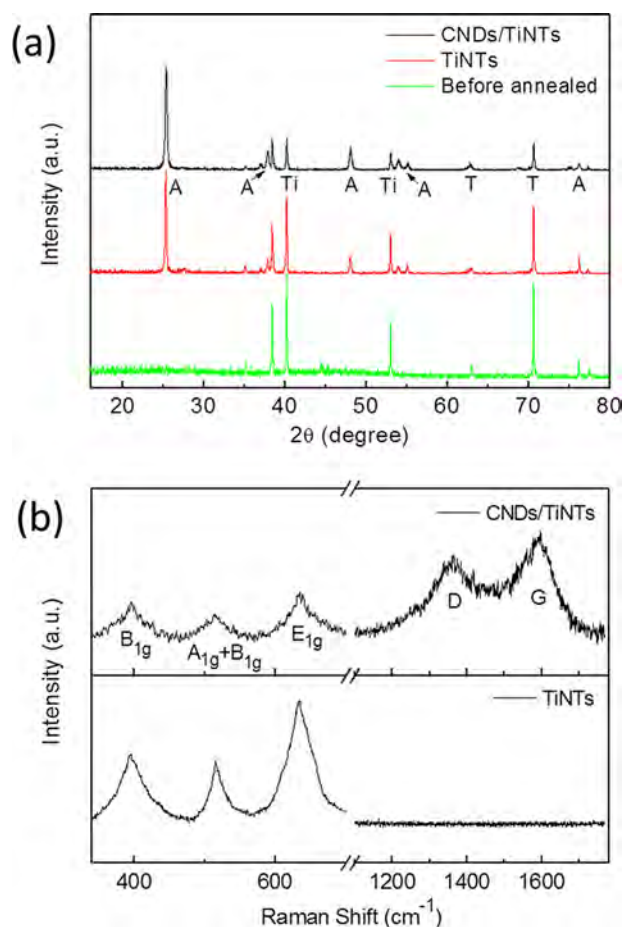 (a)
CNDs/TiNTs
TiNTs
Before annealed
Intensity (a.u.)
A
A
Ti
A
Ti
A
T
T
A
20 30 40 50 60 70 80
2θ (degree)
(b)
CNDs/TiNTs
B1g
A1g+B1g
E1g
D
G
Intensity (a.u.)
TiNTs
400 600 1200 1400 1600
Raman Shift (cm-1)